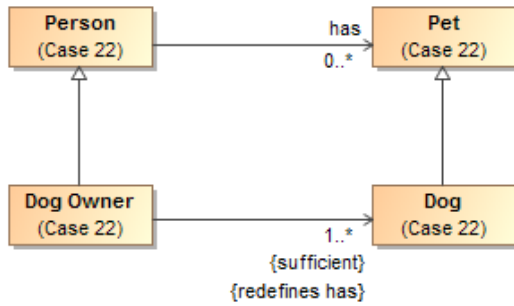 Person
(Case 22)
has
0..*
Pet
(Case 22)
Dog Owner
(Case 22)
1..*
{sufficient}
{redefines has}
Dog
(Case 22)